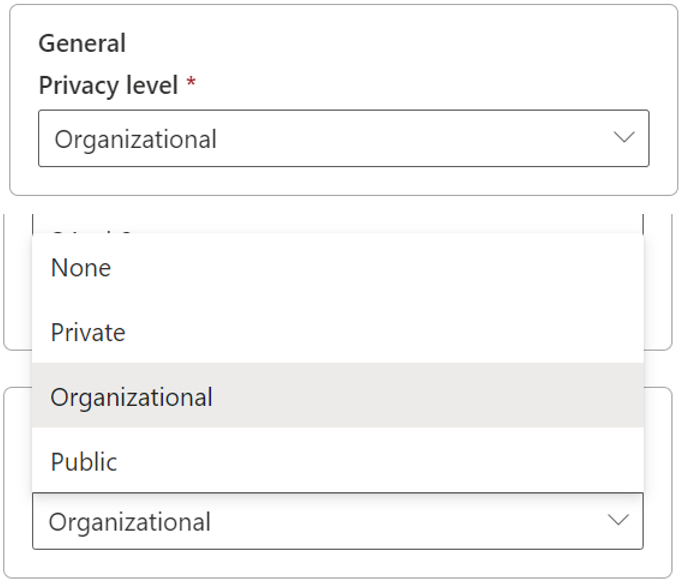 General
Privacy level *
Organizational
None
Private
Organizational
Public
Organizational